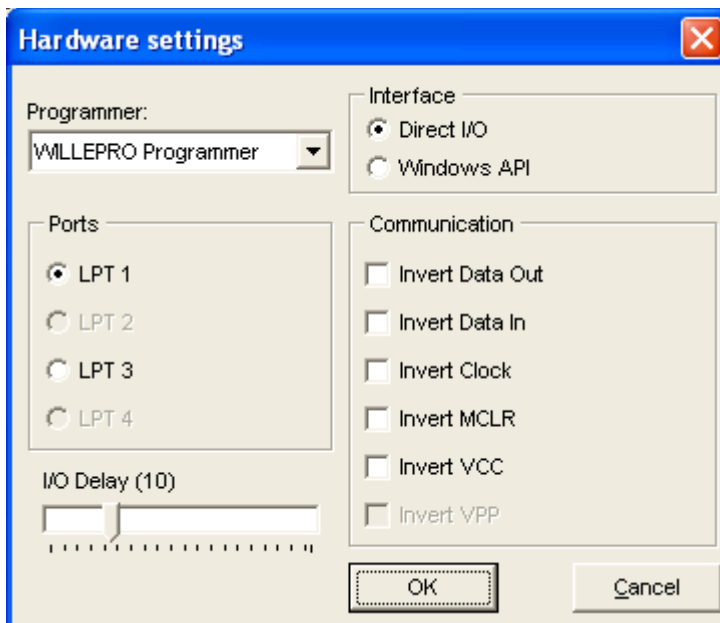 Hardware settings
Programmer:
WILLEPRO Programmer
Interface
Direct I/O
Windows API
Ports
LPT 1
LPT 2
LPT 3
LPT 4
I/O Delay (10)
Communication
Invert Data Out
Invert Data In
Invert Clock
Invert MCLR
Invert VCC
Invert VPP
OK
Cancel